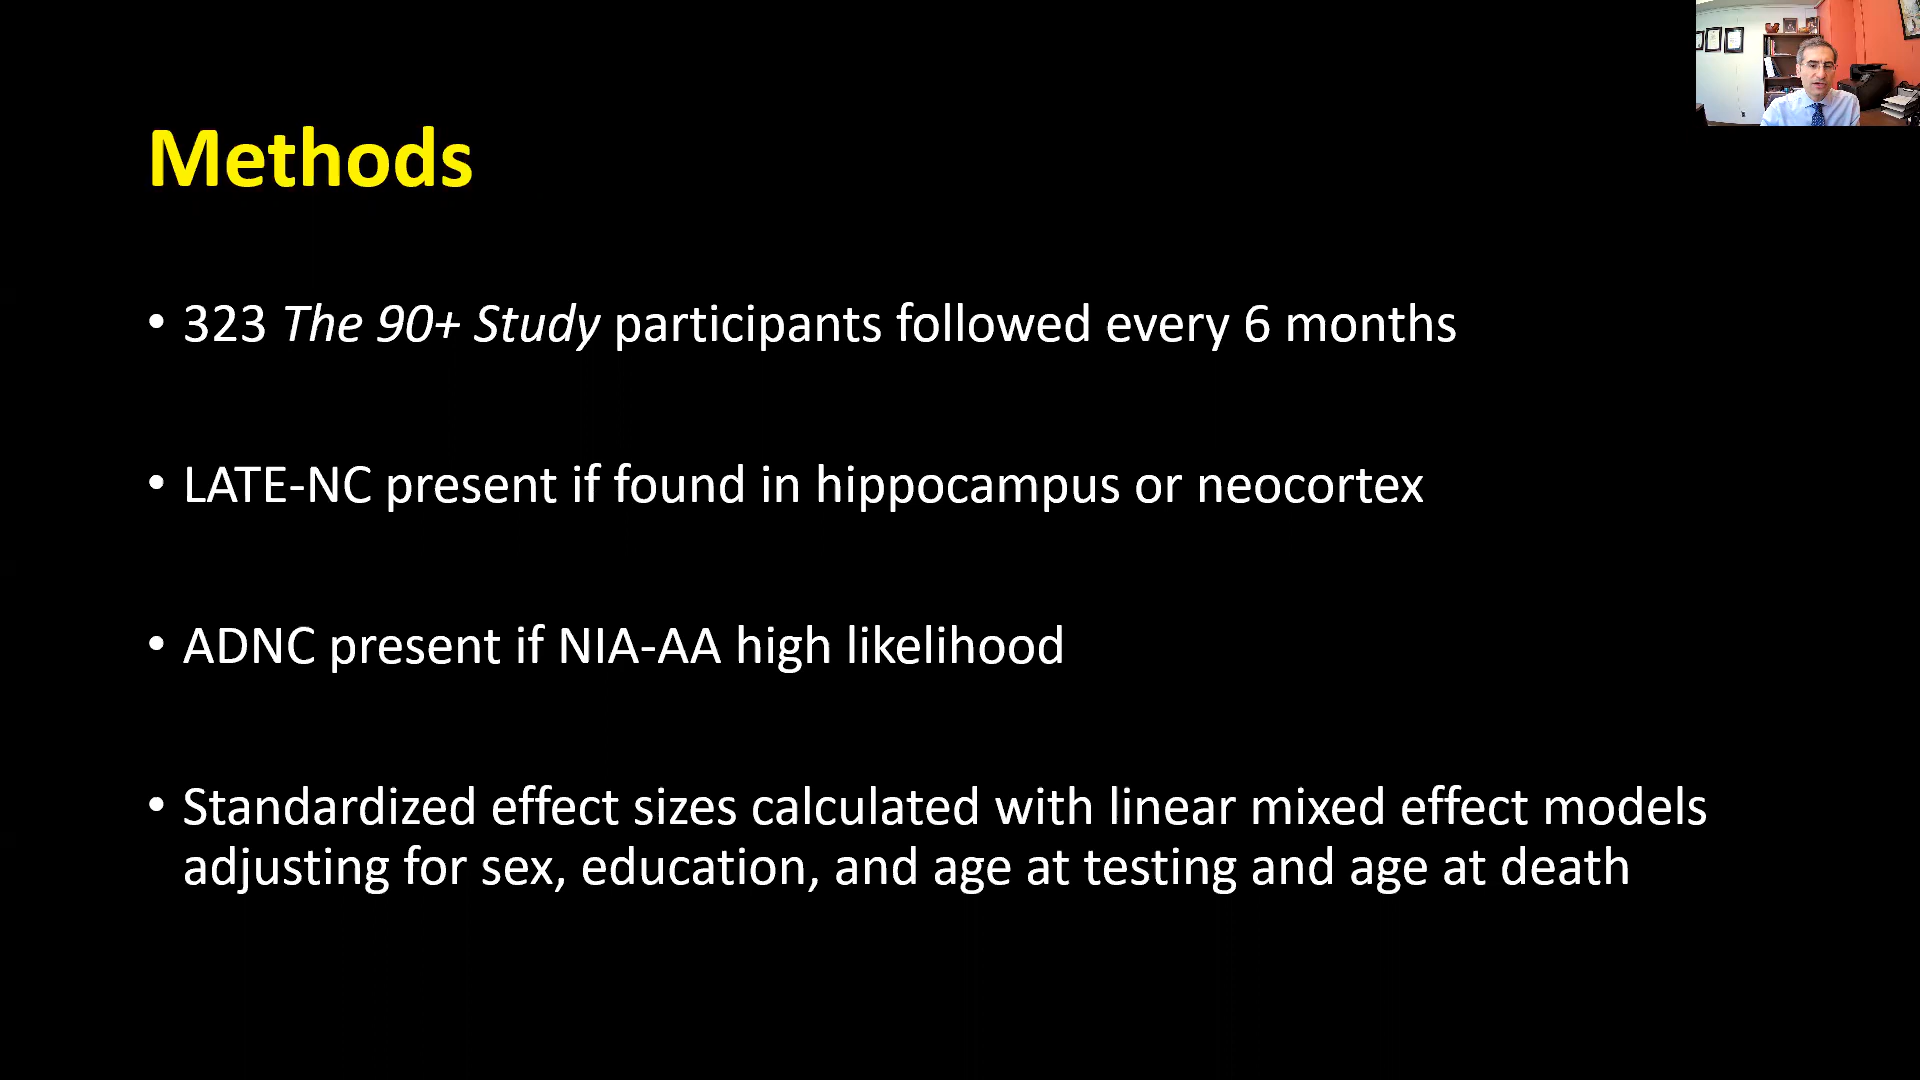 Methods
• 323 The 90+ Study participants followed every 6 months
• LATE-NC present if found in hippocampus or neocortex
• ADNC present if NIA-AA high likelihood
• Standardized effect sizes calculated with linear mixed effect models
adjusting for sex, education, and age at testing and age at death